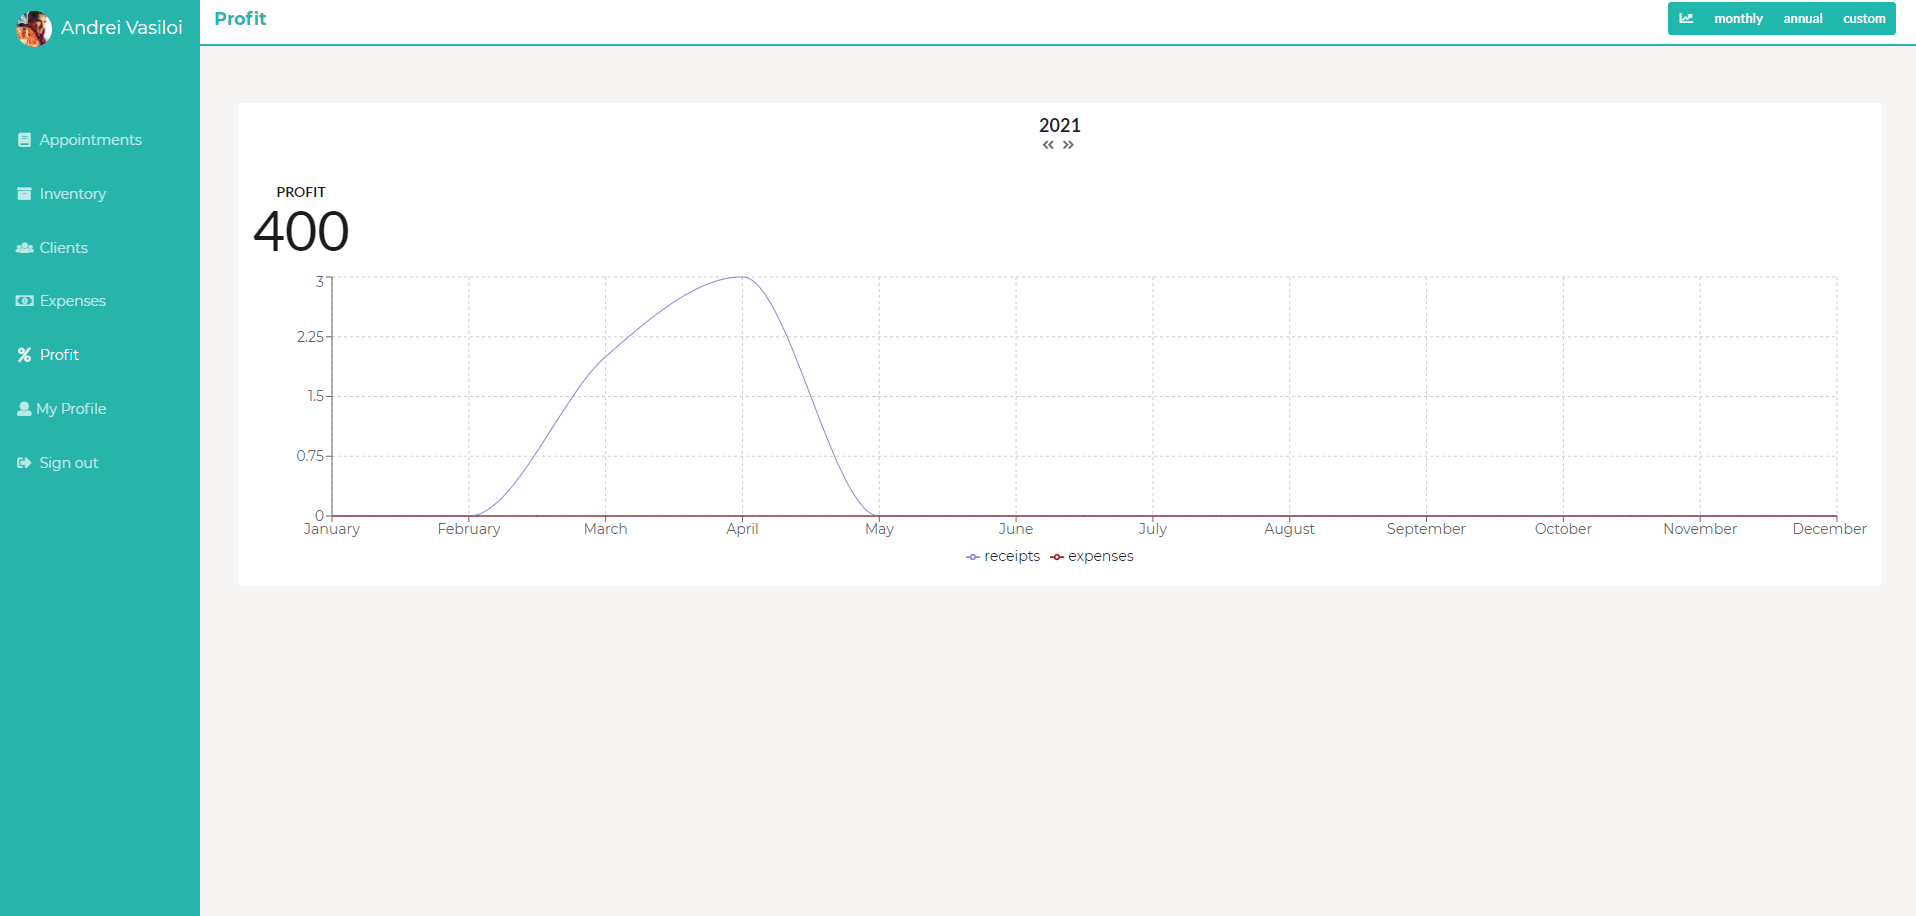 Andrei Vasiloi
Profit
monthly annual custom
Appointments
Inventory
Clients
Expenses
Profit
My Profile
Sign out
2021
PROFIT
400
3
2.25
1.5
0.75
0
January February March April May June July August September October November December
receipts expenses